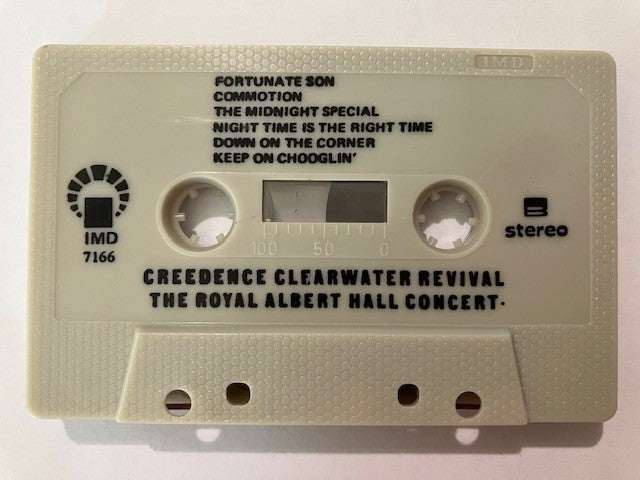 IMD
FORTUNATE SON
COMMOTION
THE MIDNIGHT SPECIAL
NIGHT TIME IS THE RIGHT TIME
DOWN ON THE CORNER
KEEP ON CHOOGLIN'
IMD
7166
B
stereo
100 50 0
CREEDENCE CLEARWATER REVIVAL
THE ROYAL ALBERT HALL CONCERT.